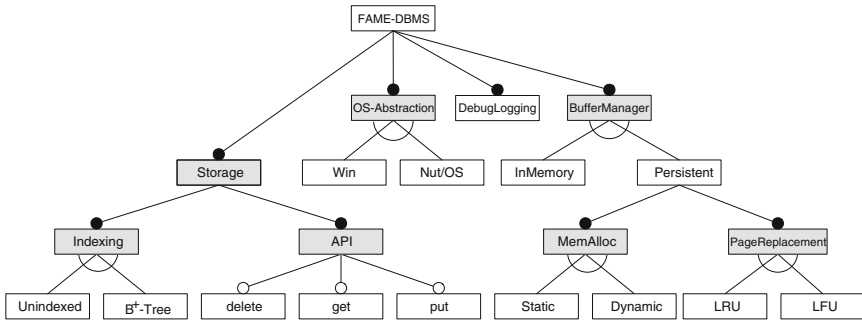 FAME-DBMS
OS-Abstraction
DebugLogging
BufferManager
Storage
Win
Nut/OS
InMemory
Persistent
Indexing
API
MemAlloc
PageReplacement
Unindexed
B+-Tree
delete
get
put
Static
Dynamic
LRU
LFU